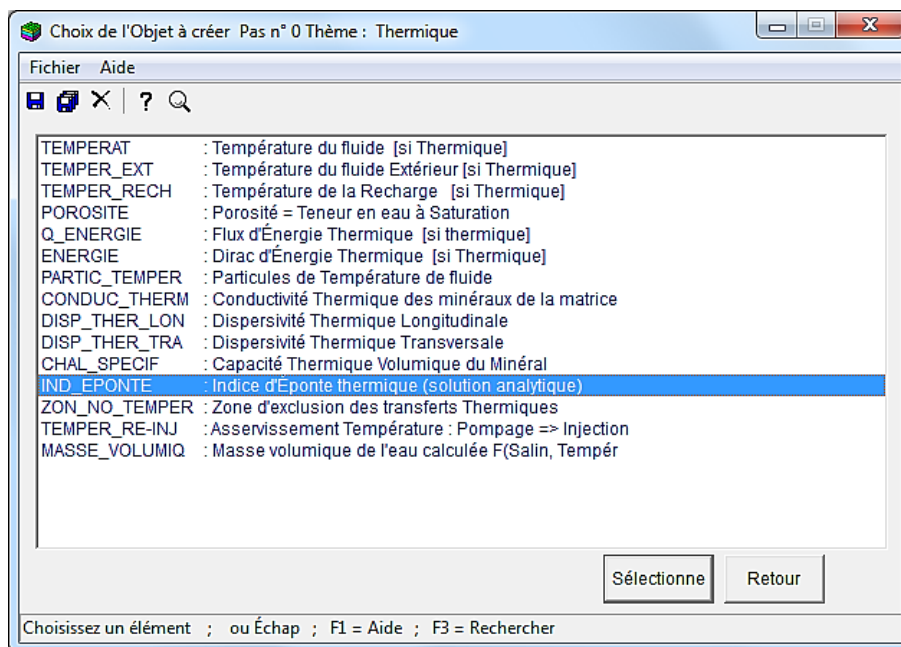 Choix de l'Objet à créer  Pas n° 0 Thème :  Thermique
Fichier   Aide
TEMPERAT : Température du fluide  [si Thermique]
TEMPER_EXT : Température du fluide Extérieur [si Thermique]
TEMPER_RECH : Température de la Recharge  [si Thermique]
POROSITE : Porosité = Teneur en eau à Saturation
Q_ENERGIE : Flux d'Énergie Thermique  [si thermique]
ENERGIE : Dirac d'Énergie Thermique  [si Thermique]
PARTIC_TEMPER : Particules de Température de fluide
CONDUC_THERM : Conductivité Thermique des minéraux de la matrice
DISP_THER_LON : Dispersivité Thermique Longitudinale
DISP_THER_TRA : Dispersivité Thermique Transversale
CHAL_SPECIF : Capacité Thermique Volumique du Minéral
IND_EPONTE : Indice d'Éponte thermique (solution analytique)
ZON_NO_TEMPER : Zone d'exclusion des transferts Thermiques
TEMPER_RE-INJ : Asservissement Température : Pompage => Injection
MASSE_VOLUMIQ : Masse volumique de l'eau calculée F(Salin, Tempér
Sélectionne   Retour
Choisissez un élément  ;  ou Échap  ;  F1 = Aide  ;  F3 = Rechercher